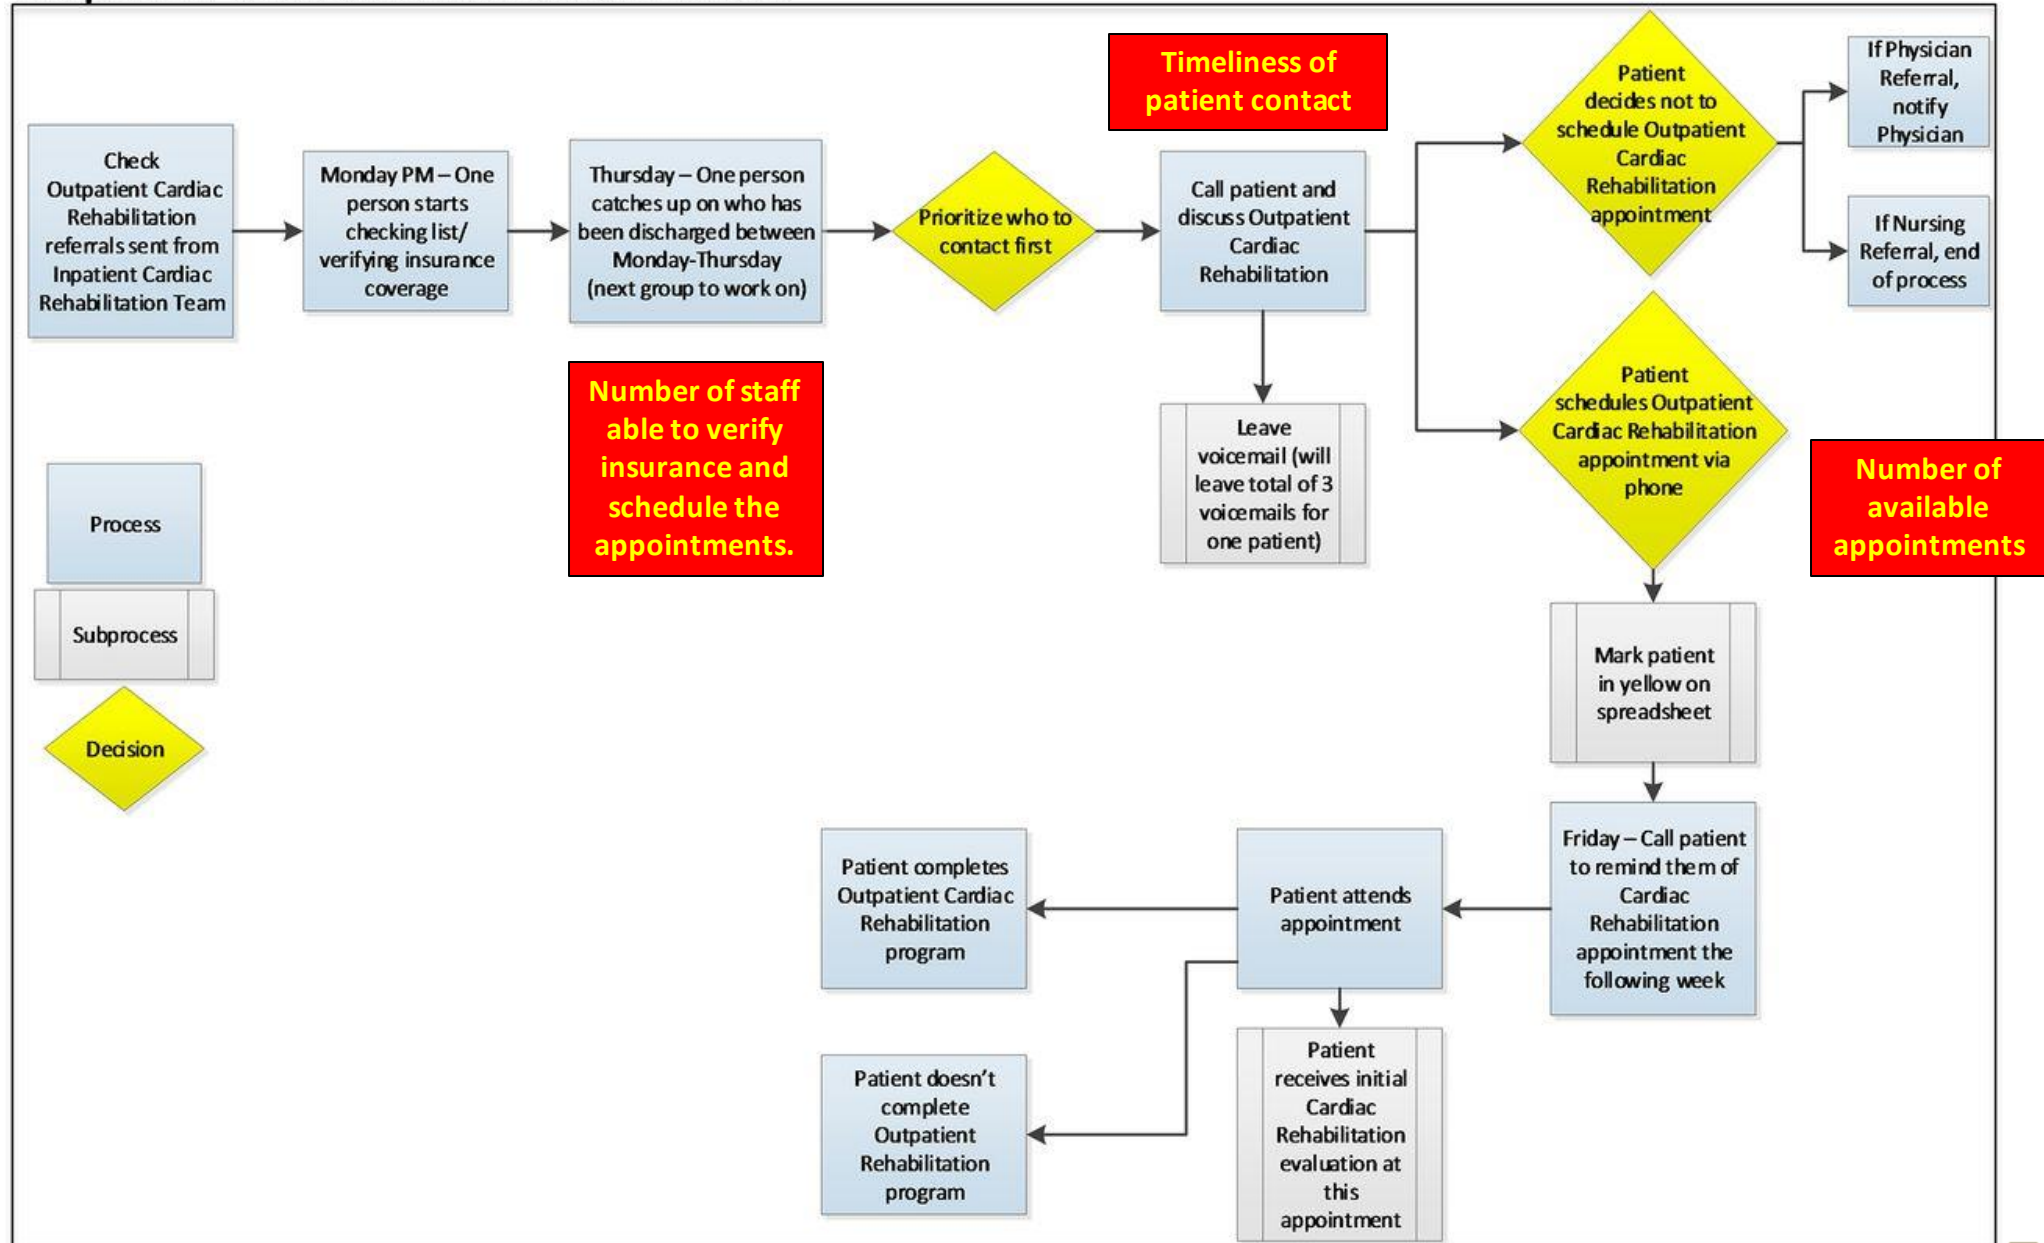 Check
Outpatient Cardiac
Rehabilitation
referrals sent from
Inpatient Cardiac
Rehabilitation Team
Monday PM – One
person starts
checking list/
verifying insurance
coverage
Thursday – One person
catches up on who has
been discharged between
Monday-Thursday
(next group to work on)
Prioritize who to
contact first
Timeliness of
patient contact
Call patient and
discuss Outpatient
Cardiac
Rehabilitation
Patient
decides not to
schedule Outpatient
Cardiac
Rehabilitation
appointment
If Physician
Referral,
notify
Physician
If Nursing
Referral, end
of process
Number of staff
able to verify
insurance and
schedule the
appointments.
Leave
voicemail (will
leave total of 3
voicemails for
one patient)
Patient
schedules Outpatient
Cardiac Rehabilitation
appointment via
phone
Number of
available
appointments
Process
Subprocess
Decision
Mark patient
in yellow on
spreadsheet
Friday – Call patient
to remind them of
Cardiac
Rehabilitation
appointment the
following week
Patient attends
appointment
Patient completes
Outpatient Cardiac
Rehabilitation
program
Patient doesn't
complete
Outpatient
Rehabilitation
program
Patient
receives initial
Cardiac
Rehabilitation
evaluation at
this
appointment